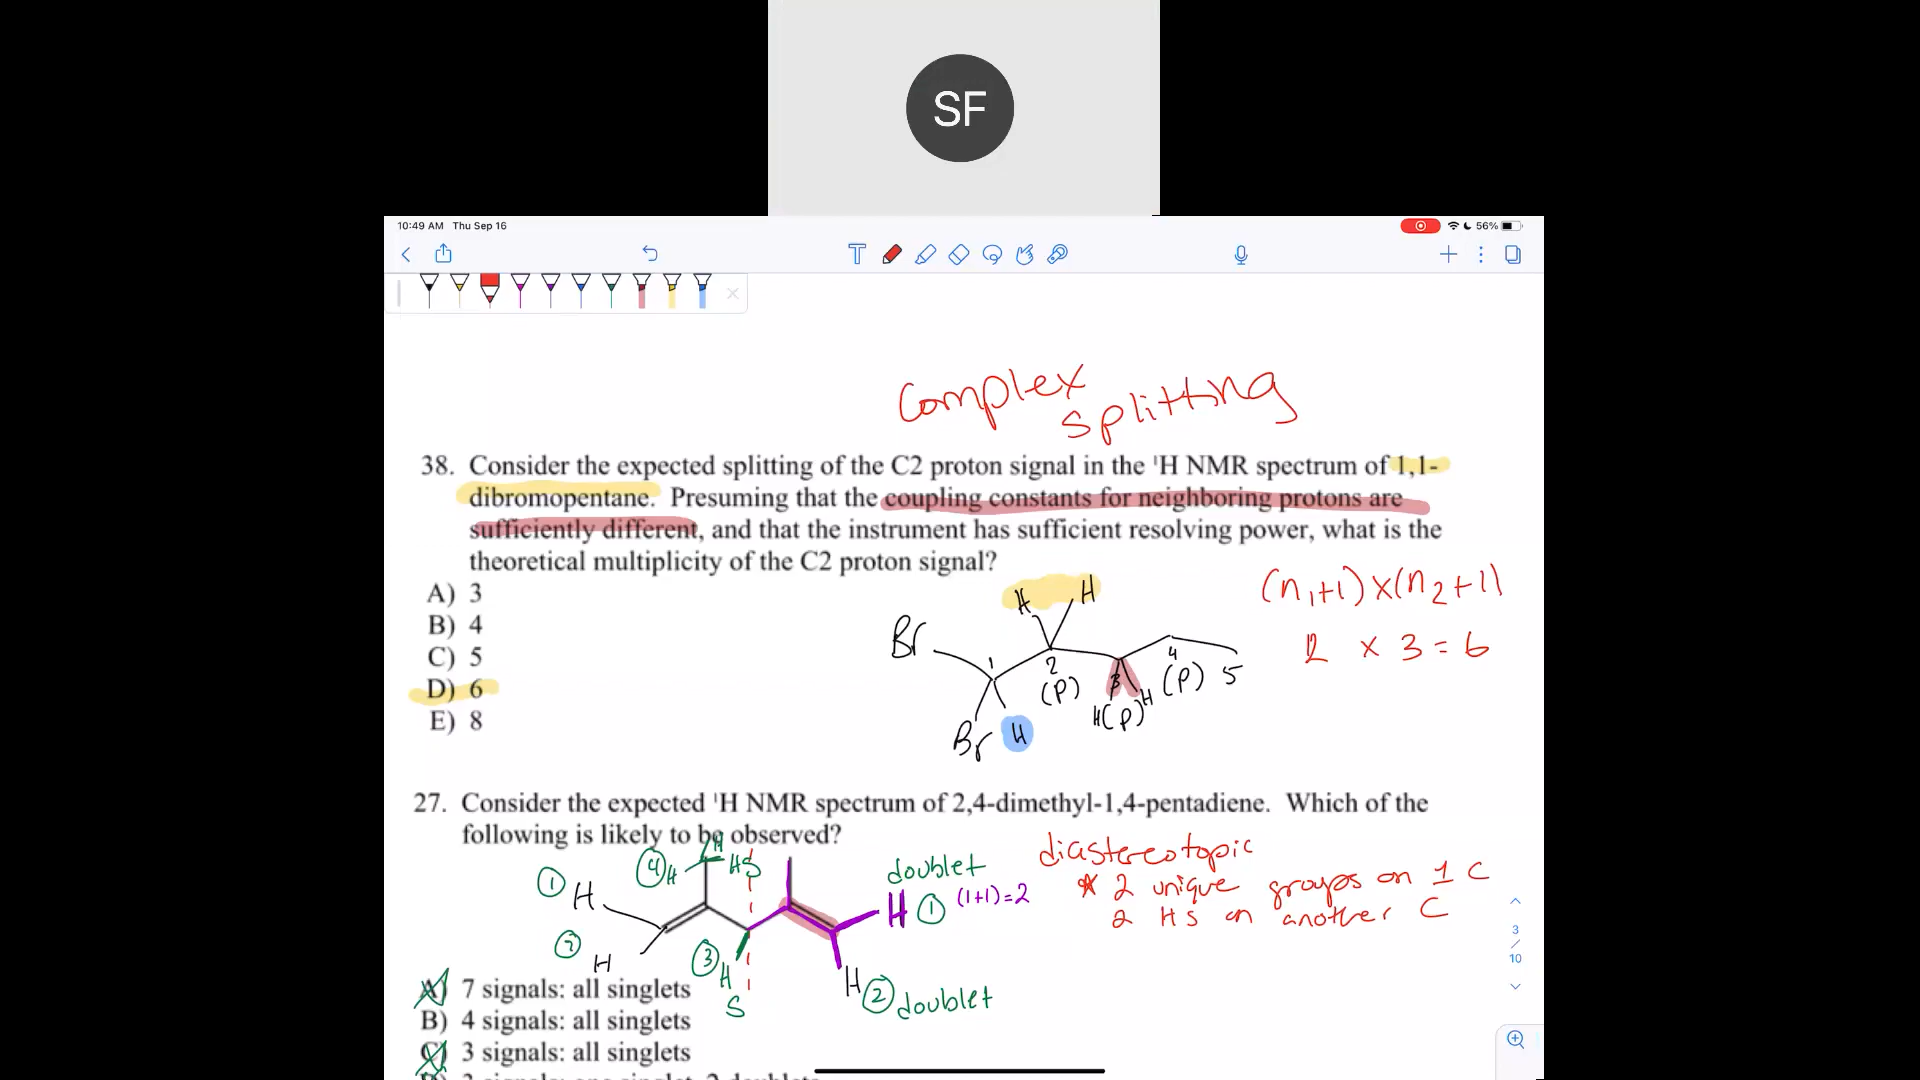 SF
10:49 AM Thu Sep 16
56%
T
Complex
splitting
38. Consider the expected splitting of the C2 proton signal in the ¹H NMR spectrum of 1,1-
dibromopentane. Presuming that the coupling constants for neighboring protons are
sufficiently different, and that the instrument has sufficient resolving power, what is the
theoretical multiplicity of the C2 proton signal?
A) 3
B) 4
C) 5
D) 6
E) 8
H H
Br
1 2 3 4 5
(P) (P)
H(P) H
Br H
(n₁+1)x(n₂+1)
2 x 3 = 6
27. Consider the expected ¹H NMR spectrum of 2,4-dimethyl-1,4-pentadiene. Which of the
following is likely to be observed?
H
4 H H S
1 H
2 H
3 H
S
doublet
H 1 (1+1)=2
H 2 doublet
diastereotopic
* 2 unique groups on 1 C
2 Hs on another C
A) 7 signals: all singlets
B) 4 signals: all singlets
C) 3 signals: all singlets
3
/
10